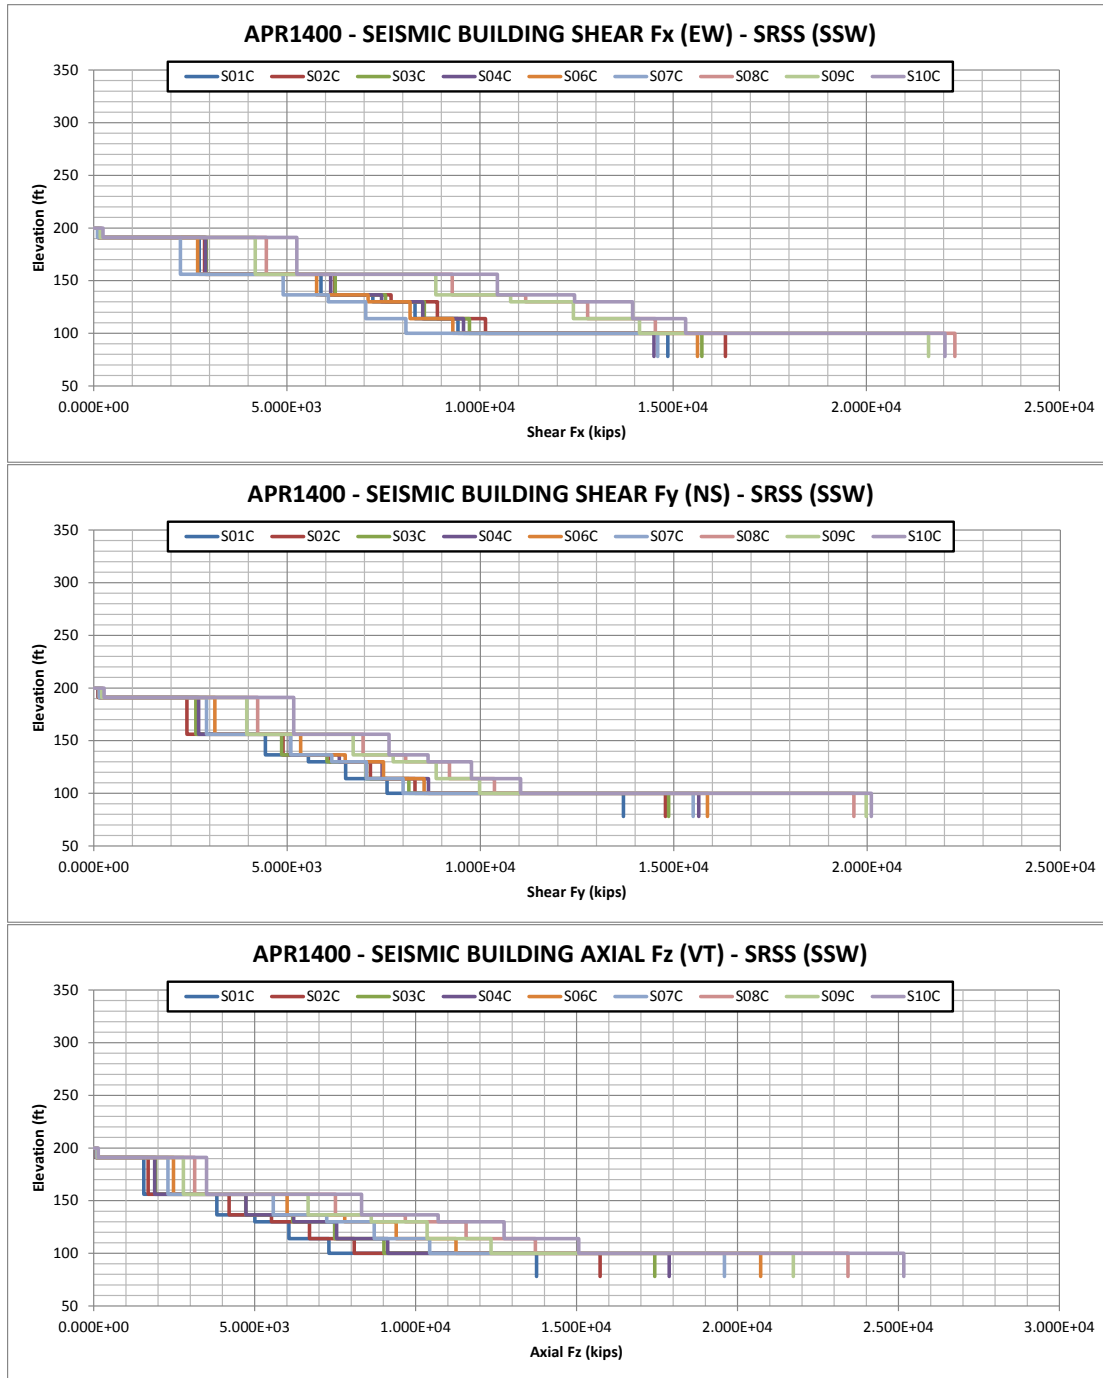 APR1400 - SEISMIC BUILDING SHEAR Fx (EW) - SRSS (SSW)
S01C S02C S03C S04C S06C S07C S08C S09C S10C
350
300
250
200
150
100
50
Elevation (ft)
0.000E+00 5.000E+03 1.000E+04 1.500E+04 2.000E+04 2.500E+04
Shear Fx (kips)
APR1400 - SEISMIC BUILDING SHEAR Fy (NS) - SRSS (SSW)
S01C S02C S03C S04C S06C S07C S08C S09C S10C
350
300
250
200
150
100
50
Elevation (ft)
0.000E+00 5.000E+03 1.000E+04 1.500E+04 2.000E+04 2.500E+04
Shear Fy (kips)
APR1400 - SEISMIC BUILDING AXIAL Fz (VT) - SRSS (SSW)
S01C S02C S03C S04C S06C S07C S08C S09C S10C
350
300
250
200
150
100
50
Elevation (ft)
0.000E+00 5.000E+03 1.000E+04 1.500E+04 2.000E+04 2.500E+04 3.000E+04
Axial Fz (kips)